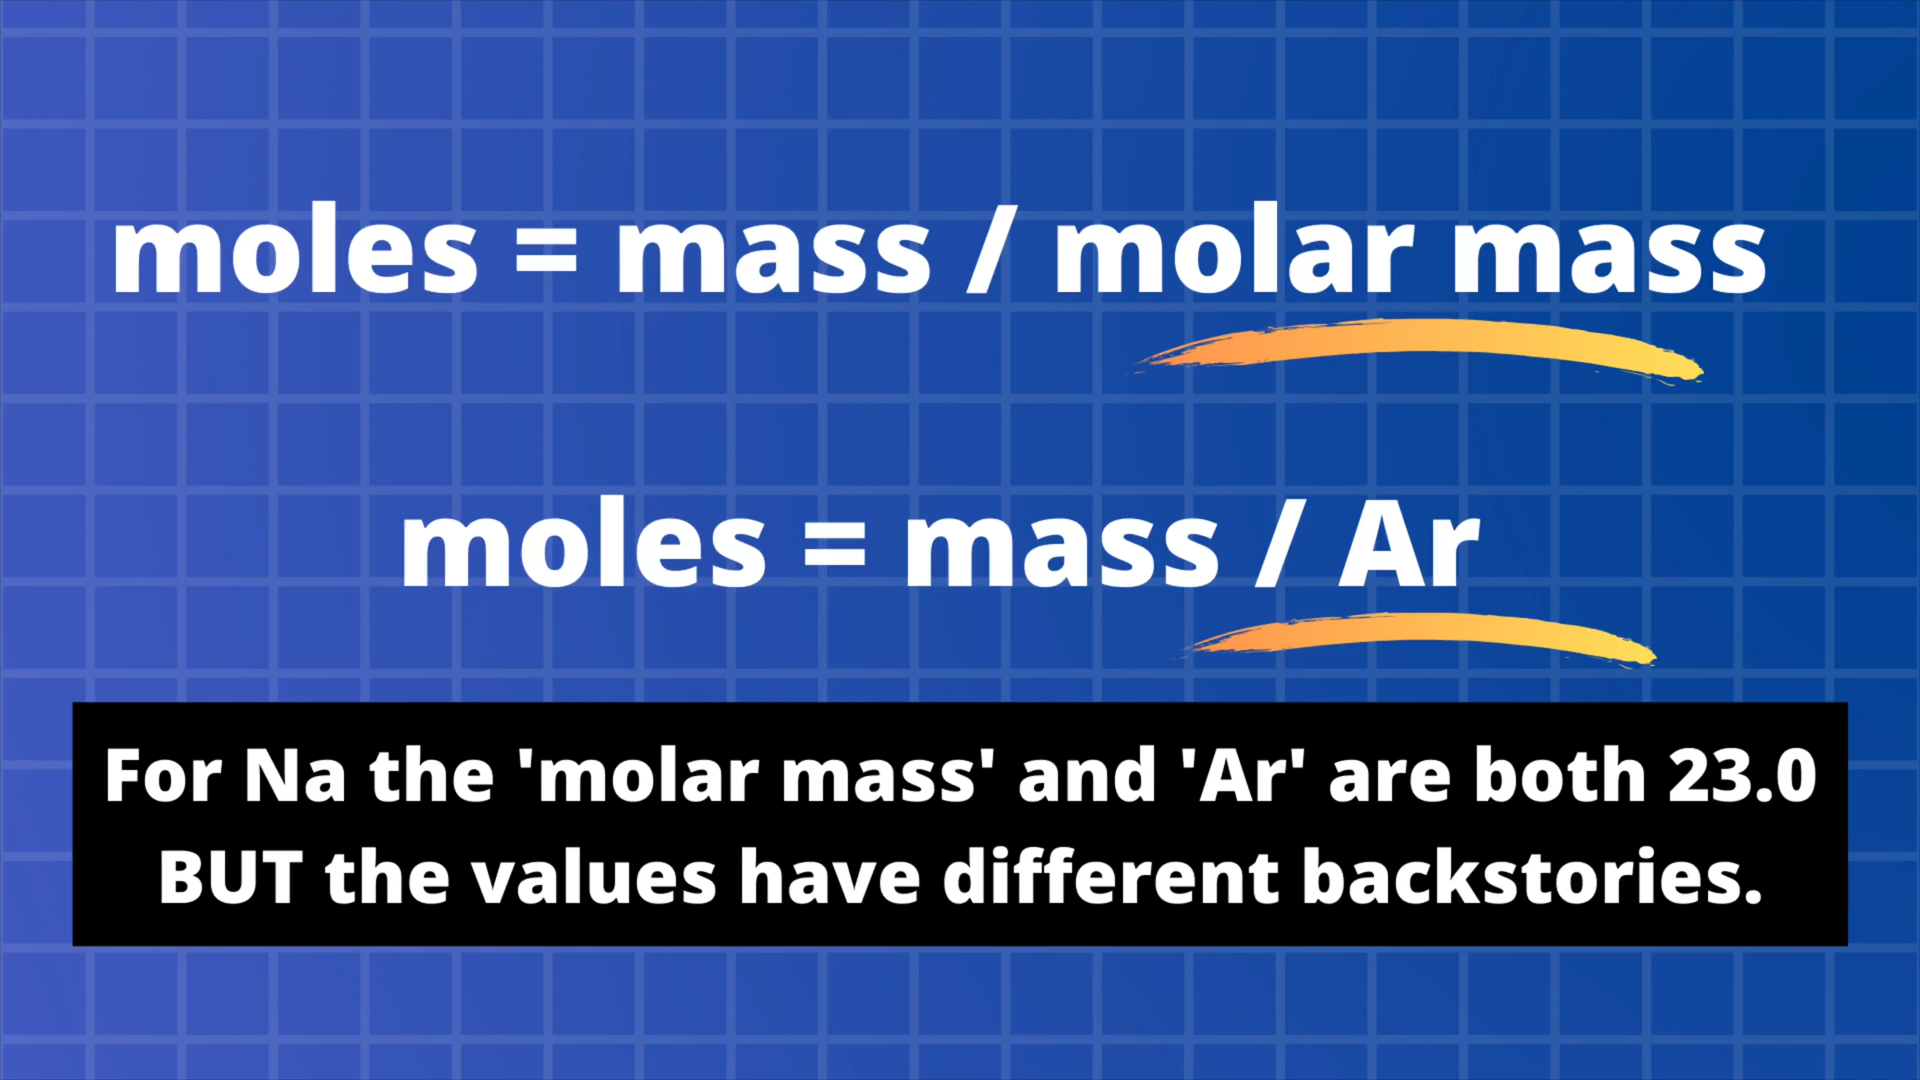 moles = mass / molar mass
moles = mass / Ar
For Na the 'molar mass' and 'Ar' are both 23.0
BUT the values have different backstories.